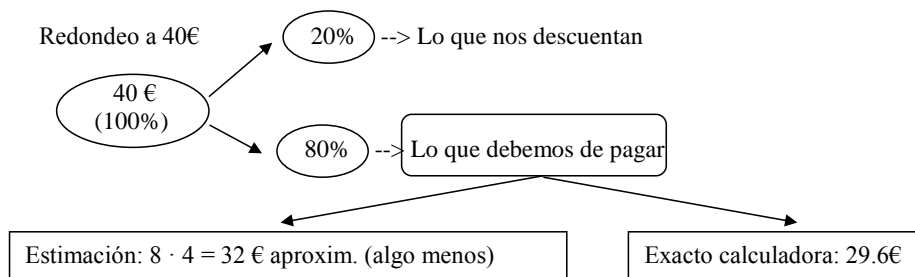 Redondeo a 40€
20% --> Lo que nos descuentan
40 €
(100%)
80% --> Lo que debemos de pagar
Estimación: 8 · 4 = 32 € aproxim. (algo menos)
Exacto calculadora: 29.6€